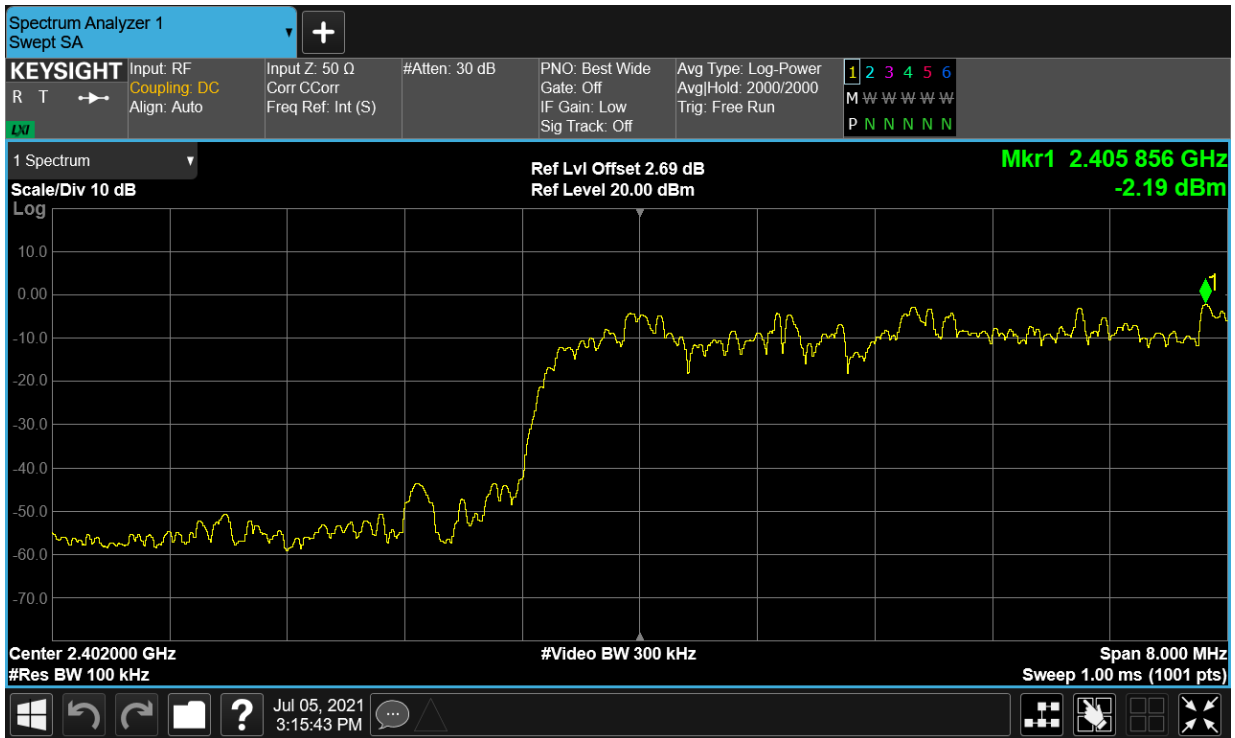 Spectrum Analyzer 1
Swept SA
KEYSIGHT
R T
LXI
Input: RF
Coupling: DC
Align: Auto
Input Z: 50 Ω
Corr CCorr
Freq Ref: Int (S)
#Atten: 30 dB
PNO: Best Wide
Gate: Off
IF Gain: Low
Sig Track: Off
Avg Type: Log-Power
Avg|Hold: 2000/2000
Trig: Free Run
1 2 3 4 5 6
M W W W W W
P N N N N N
1 Spectrum
Scale/Div 10 dB
Log
Ref Lvl Offset 2.69 dB
Ref Level 20.00 dBm
Mkr1 2.405 856 GHz
-2.19 dBm
1
10.0
0.00
-10.0
-20.0
-30.0
-40.0
-50.0
-60.0
-70.0
Center 2.402000 GHz
#Res BW 100 kHz
#Video BW 300 kHz
Span 8.000 MHz
Sweep 1.00 ms (1001 pts)
?
Jul 05, 2021
3:15:43 PM